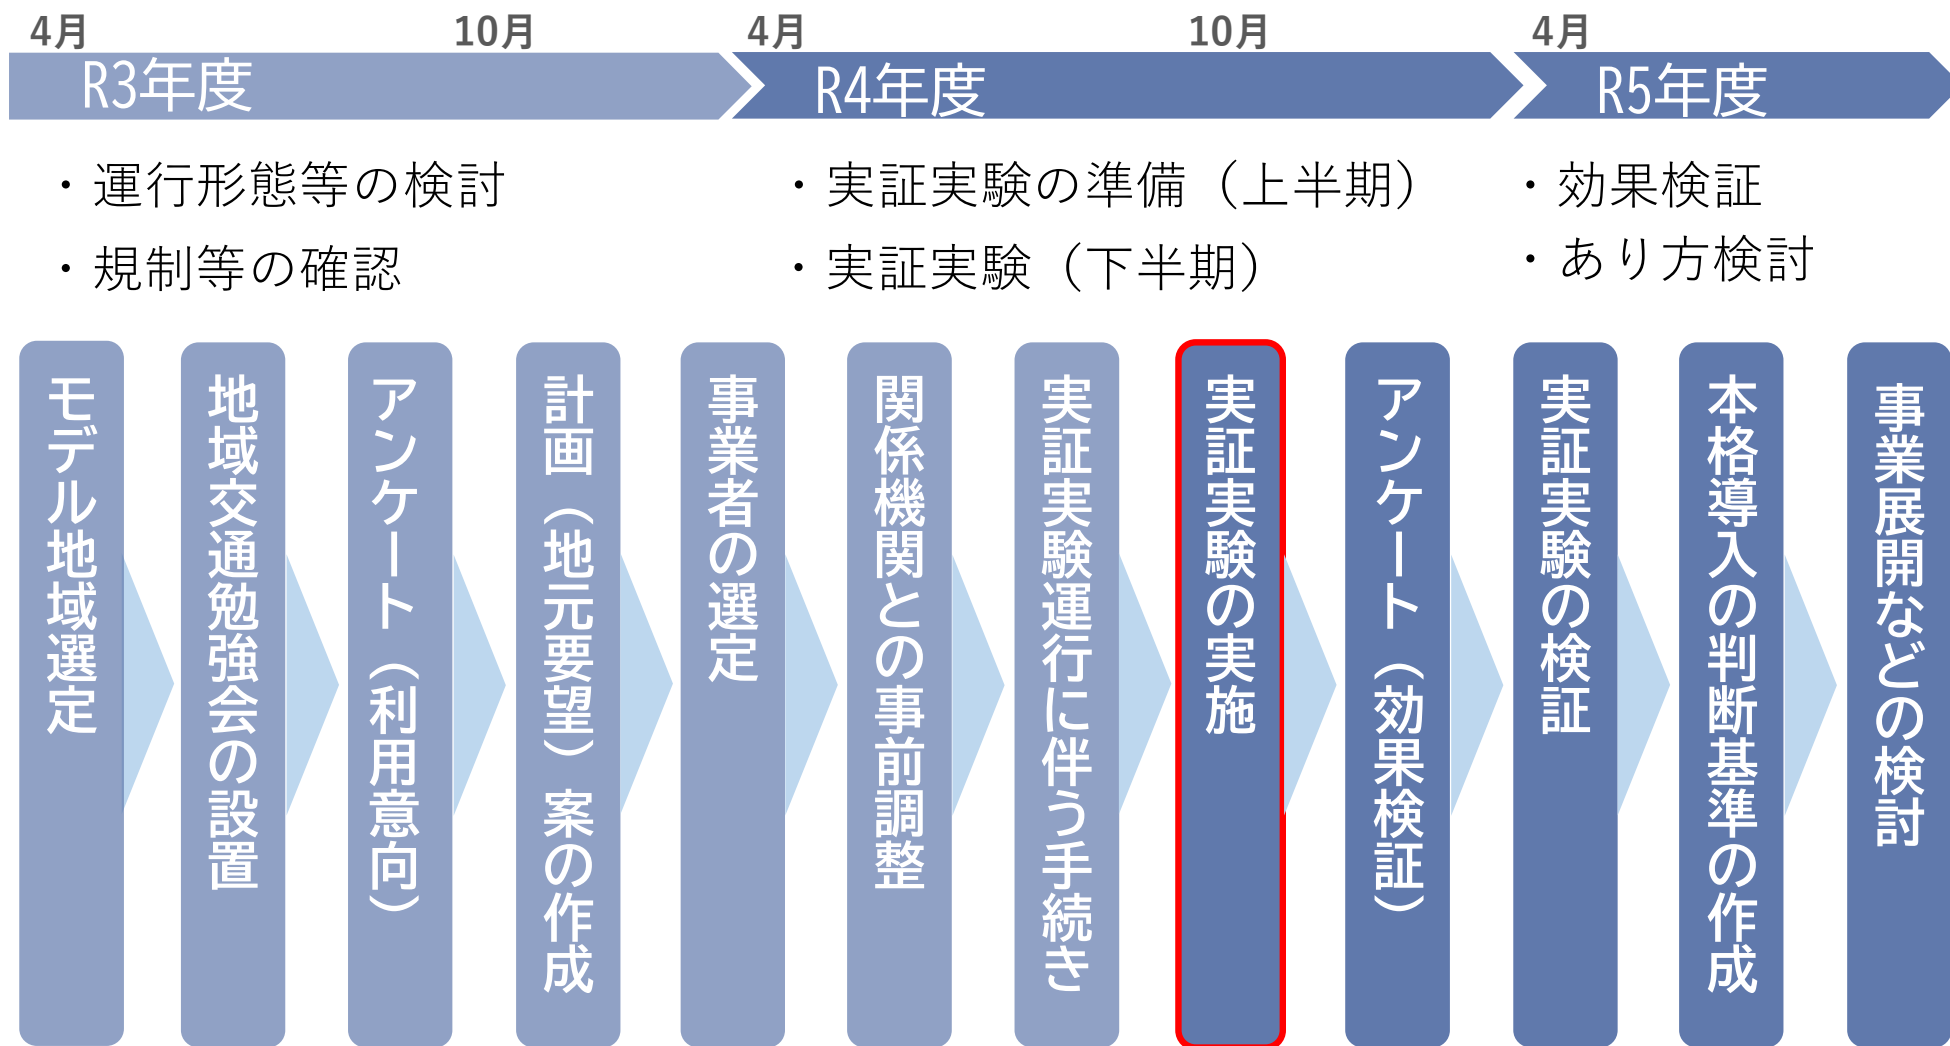 4月
10月
4月
10月
4月
R3年度
R4年度
R5年度
・運行形態等の検討
・規制等の確認
・実証実験の準備（上半期）
・実証実験（下半期）
・効果検証
・あり方検討
モデル地域選定
地域交通勉強会の設置
アンケート（利用意向）
計画（地元要望）案の作成
事業者の選定
関係機関との事前調整
実証実験運行に伴う手続き
実証実験の実施
アンケート（効果検証）
実証実験の検証
本格導入の判断基準の作成
事業展開などの検討